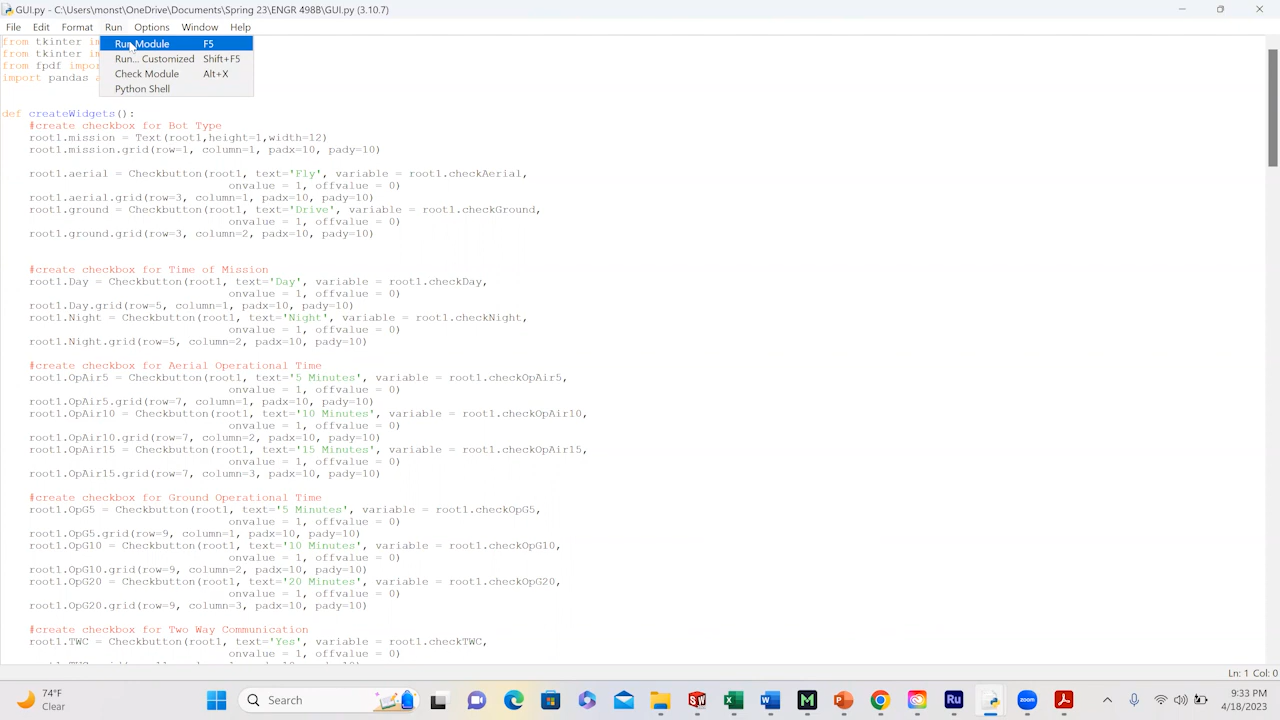 GUI.py - C:\Users\monst\OneDrive\Documents\Spring 23\ENGR 498B\GUI.py (3.10.7)
File Edit Format Run Options Window Help
from tkinter im
from tkinter im
from fpdf impor
import pandas a
Run Module F5
Run... Customized Shift+F5
Check Module Alt+X
Python Shell
def createWidgets():
#create checkbox for Bot Type
root1.mission = Text(root1,height=1,width=12)
root1.mission.grid(row=1, column=1, padx=10, pady=10)
root1.aerial = Checkbutton(root1, text='Fly', variable = root1.checkAerial,
onvalue = 1, offvalue = 0)
root1.aerial.grid(row=3, column=1, padx=10, pady=10)
root1.ground = Checkbutton(root1, text='Drive', variable = root1.checkGround,
onvalue = 1, offvalue = 0)
root1.ground.grid(row=3, column=2, padx=10, pady=10)
#create checkbox for Time of Mission
root1.Day = Checkbutton(root1, text='Day', variable = root1.checkDay,
onvalue = 1, offvalue = 0)
root1.Day.grid(row=5, column=1, padx=10, pady=10)
root1.Night = Checkbutton(root1, text='Night', variable = root1.checkNight,
onvalue = 1, offvalue = 0)
root1.Night.grid(row=5, column=2, padx=10, pady=10)
#create checkbox for Aerial Operational Time
root1.OpAir5 = Checkbutton(root1, text='5 Minutes', variable = root1.checkOpAir5,
onvalue = 1, offvalue = 0)
root1.OpAir5.grid(row=7, column=1, padx=10, pady=10)
root1.OpAir10 = Checkbutton(root1, text='10 Minutes', variable = root1.checkOpAir10,
onvalue = 1, offvalue = 0)
root1.OpAir10.grid(row=7, column=2, padx=10, pady=10)
root1.OpAir15 = Checkbutton(root1, text='15 Minutes', variable = root1.checkOpAir15,
onvalue = 1, offvalue = 0)
root1.OpAir15.grid(row=7, column=3, padx=10, pady=10)
#create checkbox for Ground Operational Time
root1.OpG5 = Checkbutton(root1, text='5 Minutes', variable = root1.checkOpG5,
onvalue = 1, offvalue = 0)
root1.OpG5.grid(row=9, column=1, padx=10, pady=10)
root1.OpG10 = Checkbutton(root1, text='10 Minutes', variable = root1.checkOpG10,
onvalue = 1, offvalue = 0)
root1.OpG10.grid(row=9, column=2, padx=10, pady=10)
root1.OpG20 = Checkbutton(root1, text='20 Minutes', variable = root1.checkOpG20,
onvalue = 1, offvalue = 0)
root1.OpG20.grid(row=9, column=3, padx=10, pady=10)
#create checkbox for Two Way Communication
root1.TWC = Checkbutton(root1, text='Yes', variable = root1.checkTWC,
onvalue = 1, offvalue = 0)
Ln: 1 Col: 0
74°F
Clear
Search
9:33 PM
4/18/2023